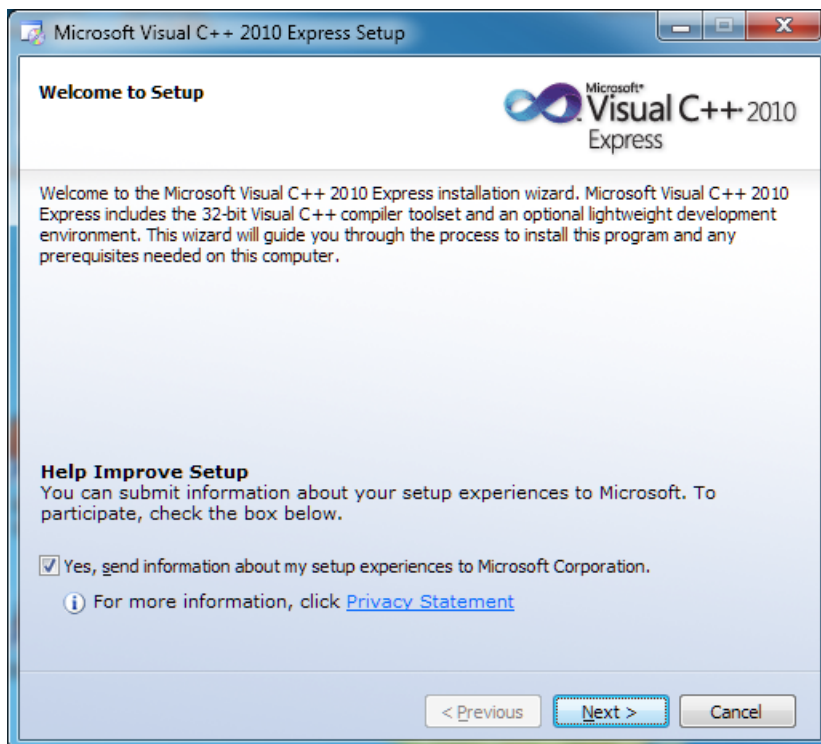 Microsoft Visual C++ 2010 Express Setup
Welcome to Setup
Microsoft®
Visual C++ 2010
Express
Welcome to the Microsoft Visual C++ 2010 Express installation wizard. Microsoft Visual C++ 2010
Express includes the 32-bit Visual C++ compiler toolset and an optional lightweight development
environment. This wizard will guide you through the process to install this program and any
prerequisites needed on this computer.
Help Improve Setup
You can submit information about your setup experiences to Microsoft. To
participate, check the box below.
Yes, send information about my setup experiences to Microsoft Corporation.
For more information, click Privacy Statement
< Previous
Next >
Cancel